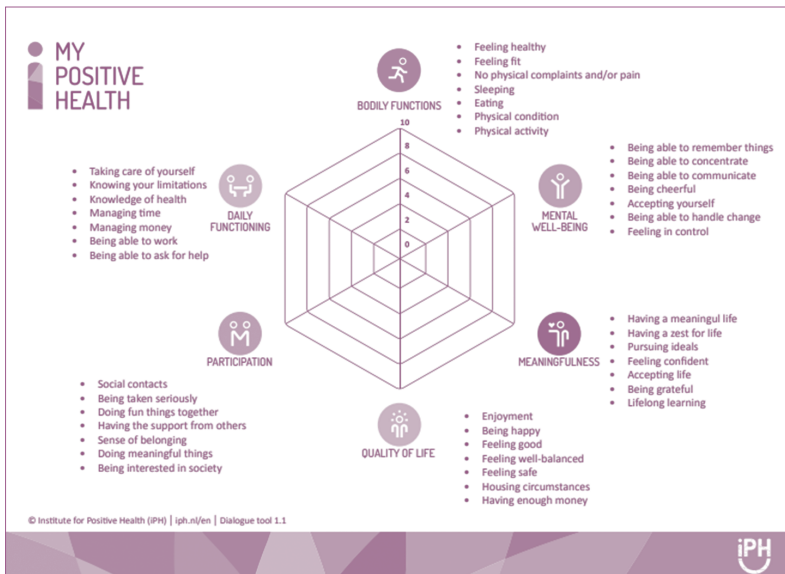 MY
POSITIVE
HEALTH
BODILY FUNCTIONS
• Feeling healthy
• Feeling fit
• No physical complaints and/or pain
• Sleeping
• Eating
• Physical condition
• Physical activity
10
8
6
4
2
0
MENTAL
WELL-BEING
• Being able to remember things
• Being able to concentrate
• Being able to communicate
• Being cheerful
• Accepting yourself
• Being able to handle change
• Feeling in control
MEANINGFULNESS
• Having a meaningul life
• Having a zest for life
• Pursuing ideals
• Feeling confident
• Accepting life
• Being grateful
• Lifelong learning
QUALITY OF LIFE
• Enjoyment
• Being happy
• Feeling good
• Feeling well-balanced
• Feeling safe
• Housing circumstances
• Having enough money
PARTICIPATION
• Social contacts
• Being taken seriously
• Doing fun things together
• Having the support from others
• Sense of belonging
• Doing meaningful things
• Being interested in society
DAILY
FUNCTIONING
• Taking care of yourself
• Knowing your limitations
• Knowledge of health
• Managing time
• Managing money
• Being able to work
• Being able to ask for help
© Institute for Positive Health (iPH) | iph.nl/en | Dialogue tool 1.1
iPH